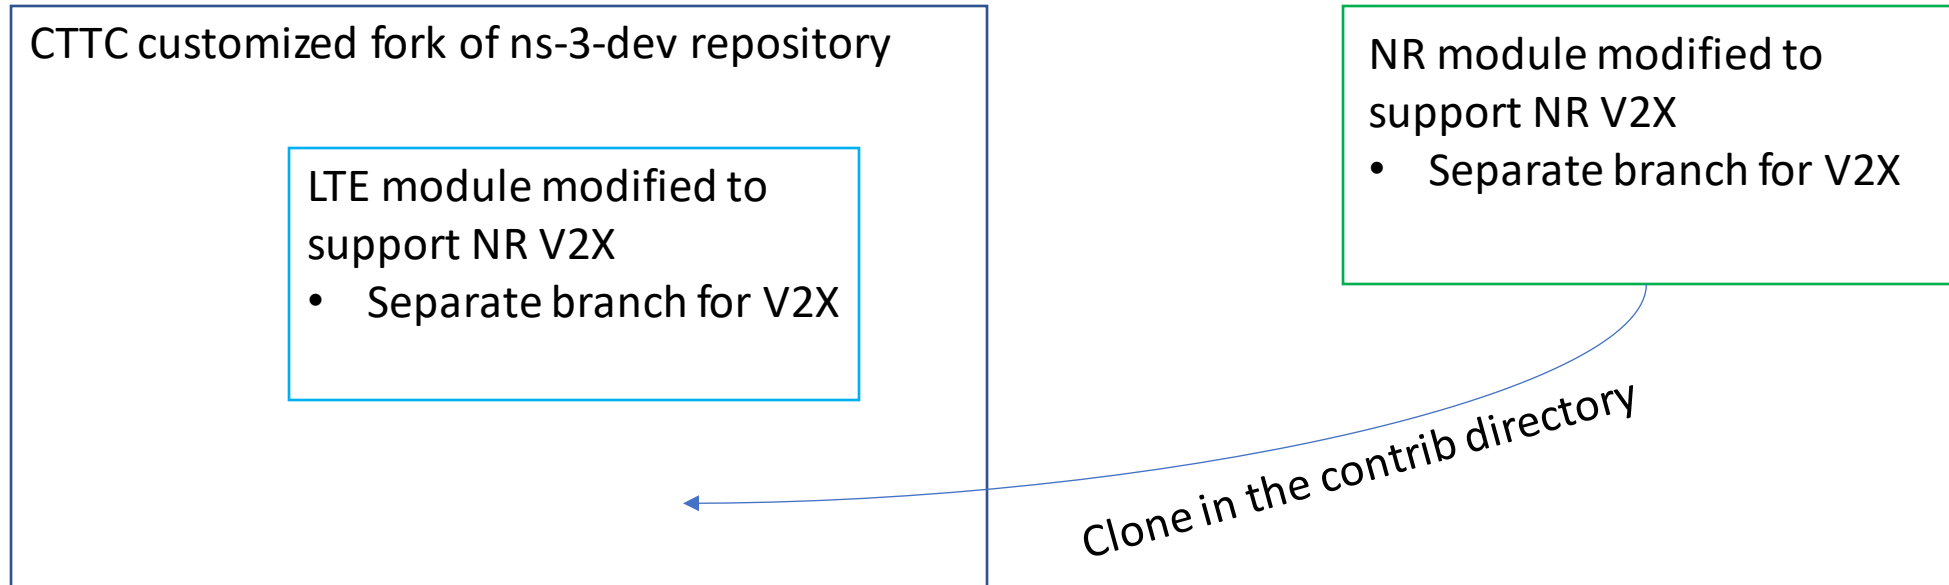 CTTC customized fork of ns-3-dev repository
LTE module modified to
support NR V2X
• Separate branch for V2X
NR module modified to
support NR V2X
• Separate branch for V2X
Clone in the contrib directory